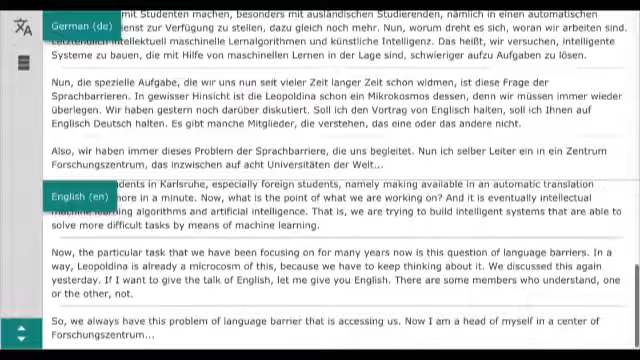 German (de)
mit Studenten machen, besonders mit ausländischen Studierenden, nämlich in einen automatischen
ienst zur Verfügung zu stellen, dazu gleich noch mehr. Nun, worum dreht es sich, woran wir arbeiten sind.
Letztendlich intellektuell maschinelle Lernalgorithmen und künstliche Intelligenz. Das heißt, wir versuchen, intelligente
Systeme zu bauen, die mit Hilfe von maschinellen Lernen in der Lage sind, schwieriger aufzu Aufgaben zu lösen.
Nun, die spezielle Aufgabe, die wir uns nun seit vieler Zeit langer Zeit schon widmen, ist diese Frage der
Sprachbarrieren. In gewisser Hinsicht ist die Leopoldina schon ein Mikrokosmos dessen, denn wir müssen immer wieder
überlegen. Wir haben gestern noch darüber diskutiert. Soll ich den Vortrag von Englisch halten, soll ich Ihnen auf
Englisch Deutsch halten. Es gibt manche Mitglieder, die verstehen, das eine oder das andere nicht.
Also, wir haben immer dieses Problem der Sprachbarriere, die uns begleitet. Nun ich selber Leiter ein in ein Zentrum
Forschungszentrum, das inzwischen auf acht Universitäten der Welt...
English (en)
udents in Karlsruhe, especially foreign students, namely making available in an automatic translation
more in a minute. Now, what is the point of what we are working on? And it is eventually intellectual
machine learning algorithms and artificial intelligence. That is, we are trying to build intelligent systems that are able to
solve more difficult tasks by means of machine learning.
Now, the particular task that we have been focusing on for many years now is this question of language barriers. In a
way, Leopoldina is already a microcosm of this, because we have to keep thinking about it. We discussed this again
yesterday. If I want to give the talk of English, let me give you English. There are some members who understand, one
or the other, not.
So, we always have this problem of language barrier that is accessing us. Now I am a head of myself in a center of
Forschungszentrum...